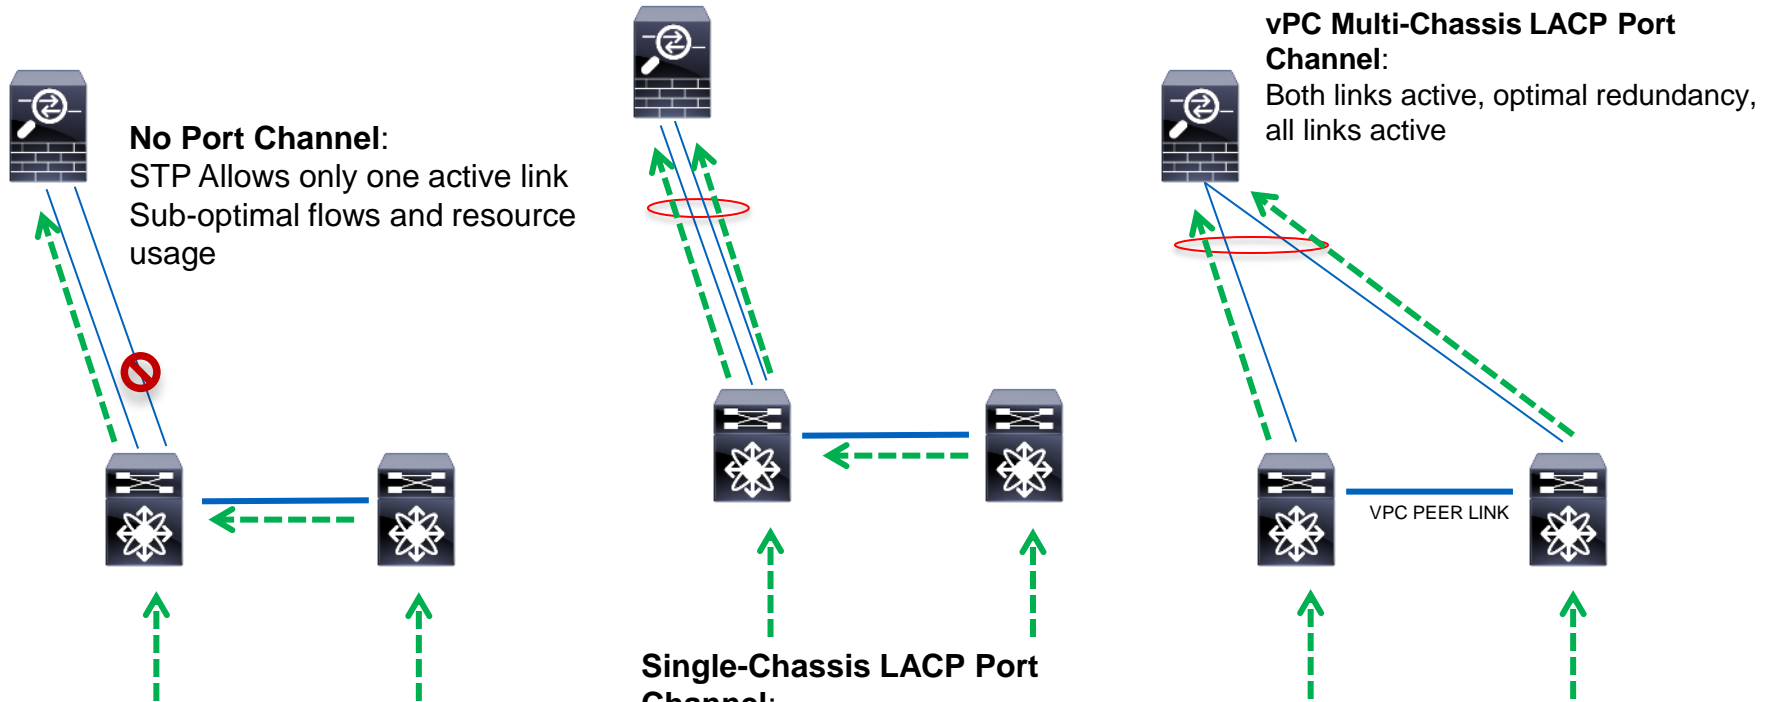 No Port Channel:
STP Allows only one active link
Sub-optimal flows and resource
usage
Single-Chassis LACP Port
Channel:
vPC Multi-Chassis LACP Port
Channel:
Both links active, optimal redundancy,
all links active
VPC PEER LINK